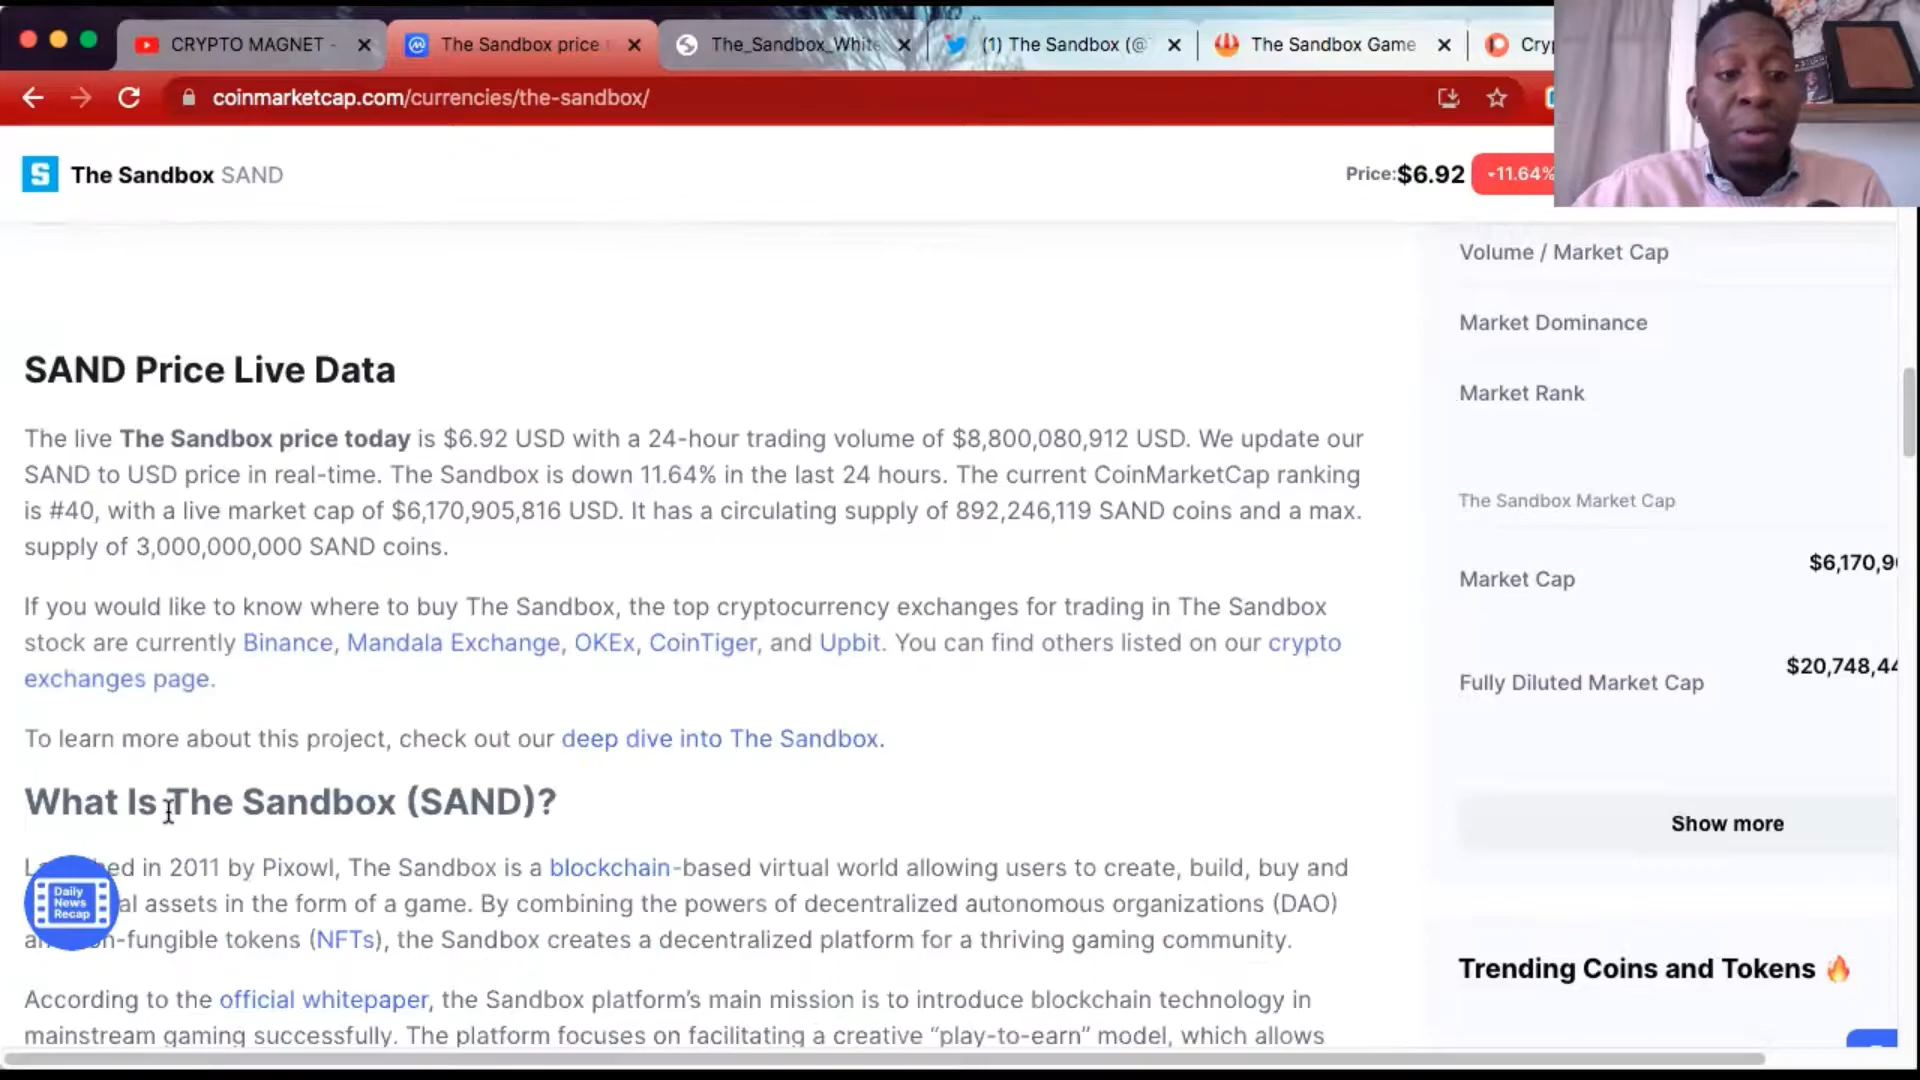 CRYPTO MAGNET -
The Sandbox price
The_Sandbox_White
(1) The Sandbox (@
The Sandbox Game
Cryp
coinmarketcap.com/currencies/the-sandbox/
S The Sandbox SAND
Price:$6.92 -11.64%
Volume / Market Cap
Market Dominance
SAND Price Live Data
Market Rank
The live The Sandbox price today is $6.92 USD with a 24-hour trading volume of $8,800,080,912 USD. We update our
SAND to USD price in real-time. The Sandbox is down 11.64% in the last 24 hours. The current CoinMarketCap ranking
is #40, with a live market cap of $6,170,905,816 USD. It has a circulating supply of 892,246,119 SAND coins and a max.
supply of 3,000,000,000 SAND coins.
The Sandbox Market Cap
Market Cap $6,170,9
If you would like to know where to buy The Sandbox, the top cryptocurrency exchanges for trading in The Sandbox
stock are currently Binance, Mandala Exchange, OKEx, CoinTiger, and Upbit. You can find others listed on our crypto
exchanges page.
Fully Diluted Market Cap $20,748,44
To learn more about this project, check out our deep dive into The Sandbox.
What Is The Sandbox (SAND)?
Show more
ed in 2011 by Pixowl, The Sandbox is a blockchain-based virtual world allowing users to create, build, buy and
al assets in the form of a game. By combining the powers of decentralized autonomous organizations (DAO)
n-fungible tokens (NFTs), the Sandbox creates a decentralized platform for a thriving gaming community.
Daily
News
Recap
Trending Coins and Tokens
According to the official whitepaper, the Sandbox platform's main mission is to introduce blockchain technology in
mainstream gaming successfully. The platform focuses on facilitating a creative "play-to-earn" model, which allows